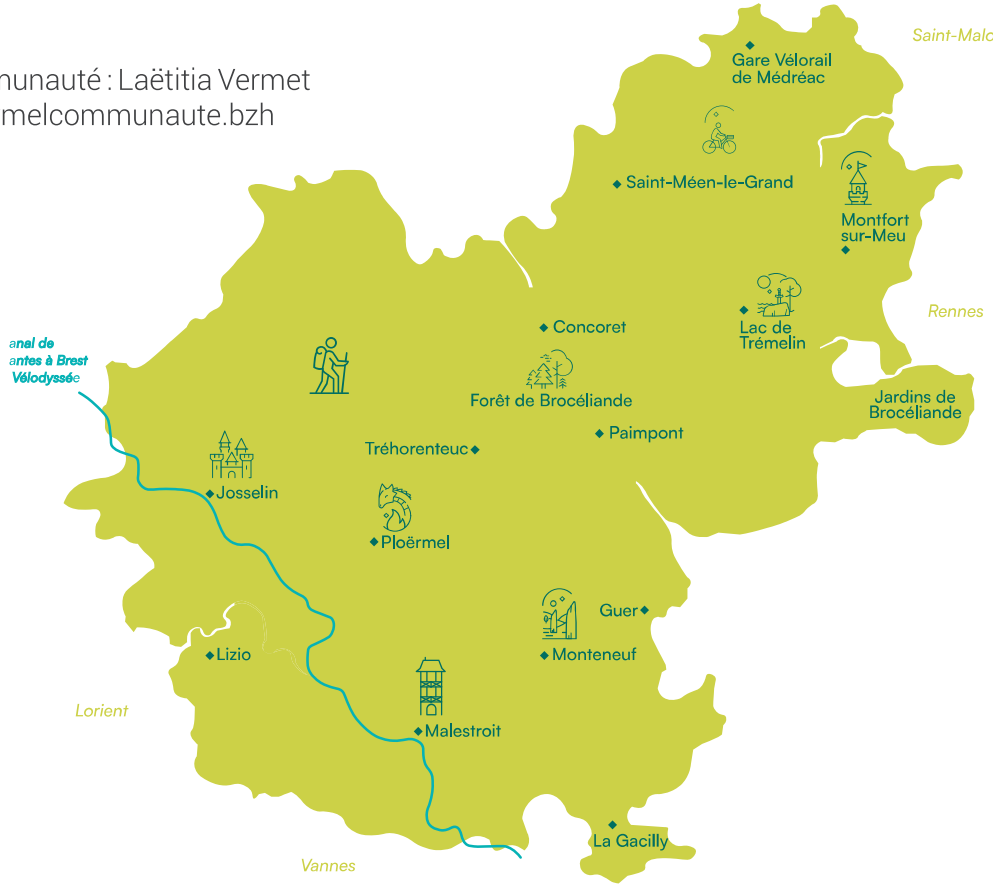 munauté : Laëtitia Vermet
melcommunaute.bzh
Saint-Malo
Gare Vélorail
de Médréac
Saint-Méen-le-Grand
Montfort
sur-Meu
Rennes
Lac de
Trémelin
Concoret
anal de
antes à Brest
Vélodyssée
Forêt de Brocéliande
Jardins de
Brocéliande
Paimpont
Tréhorenteuc
Josselin
Ploërmel
Guer
Lizio
Monteneuf
Lorient
Malestroit
La Gacilly
Vannes